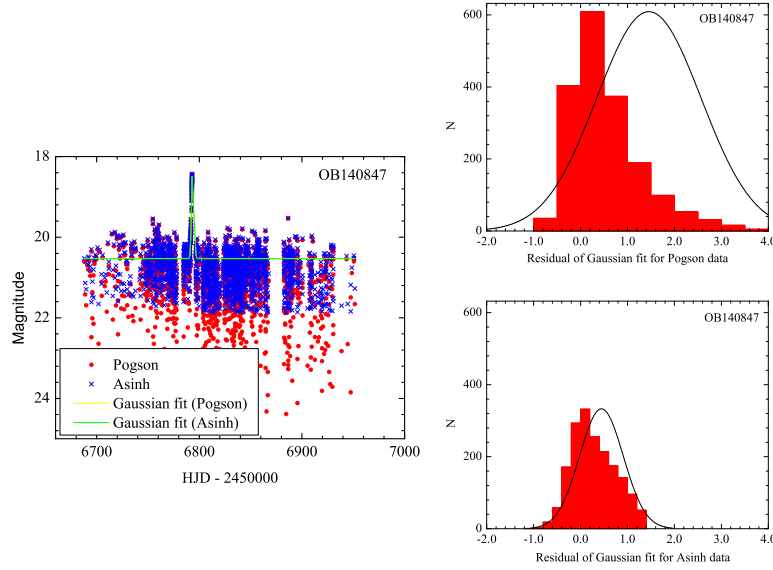 18
20
22
24
Magnitude
OB140847
Pogson
Asinh
Gaussian fit (Pogson)
Gaussian fit (Asinh)
6700
6800
6900
7000
HJD - 2450000
600
400
200
0
N
OB140847
-2.0
-1.0
0.0
1.0
2.0
3.0
4.0
Residual of Gaussian fit for Pogson data
600
400
200
0
N
OB140847
-2.0
-1.0
0.0
1.0
2.0
3.0
4.0
Residual of Gaussian fit for Asinh data